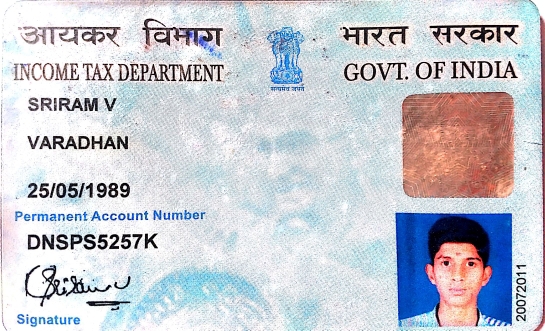 आयकर विभाग
भारत सरकार
INCOME TAX DEPARTMENT
GOVT. OF INDIA
सत्यमेव जयते
SRIRAM V
VARADHAN
25/05/1989
Permanent Account Number
DNSPS5257K
Signature
20072011